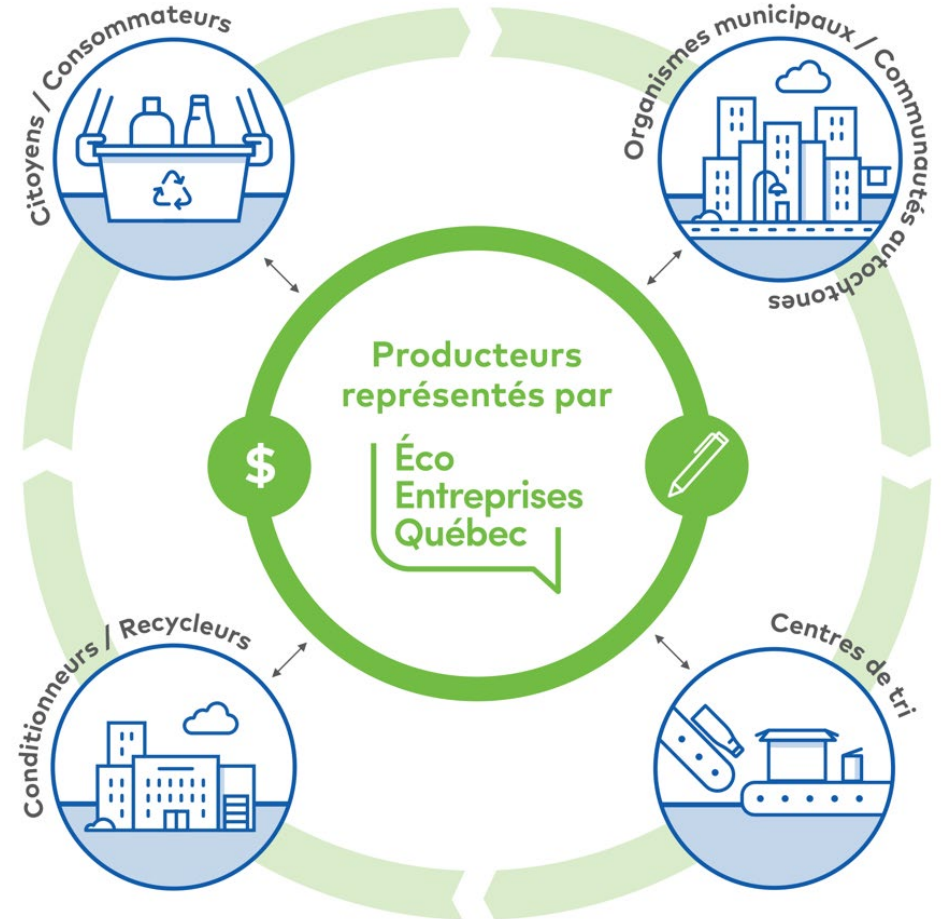 Citoyens / Consommateurs
Organismes municipaux / Communautés autochtones
Producteurs
représentés par
Éco
Entreprises
Québec
$
Conditionneurs / Recycleurs
Centres de tri